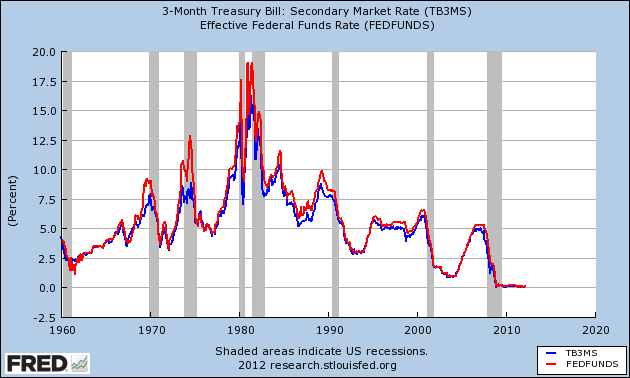 3-Month Treasury Bill: Secondary Market Rate (TB3MS)
Effective Federal Funds Rate (FEDFUNDS)
20.0
17.5
15.0
12.5
10.0
7.5
5.0
2.5
0.0
-2.5
(Percent)
1960 1970 1980 1990 2000 2010 2020
Shaded areas indicate US recessions.
2012 research.stlouisfed.org
FRED
TB3MS
FEDFUNDS